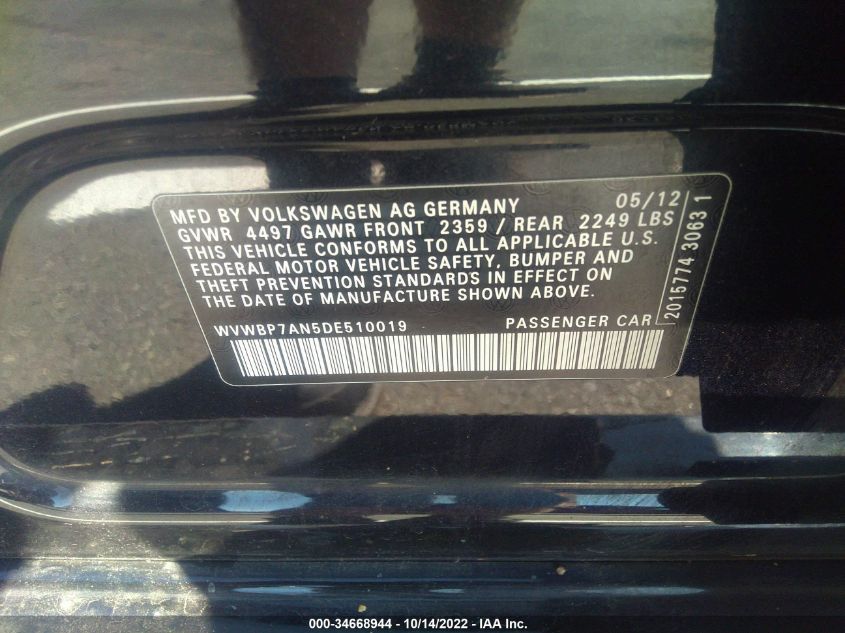 MFD BY VOLKSWAGEN AG GERMANY 05/12
GVWR 4497 GAWR FRONT 2359 / REAR 2249 LBS
THIS VEHICLE CONFORMS TO ALL APPLICABLE U.S.
FEDERAL MOTOR VEHICLE SAFETY, BUMPER AND
THEFT PREVENTION STANDARDS IN EFFECT ON
THE DATE OF MANUFACTURE SHOWN ABOVE.
WVWBP7AN5DE510019 PASSENGER CAR
2015774 3063 1
000-34668944 - 10/14/2022 - IAA Inc.